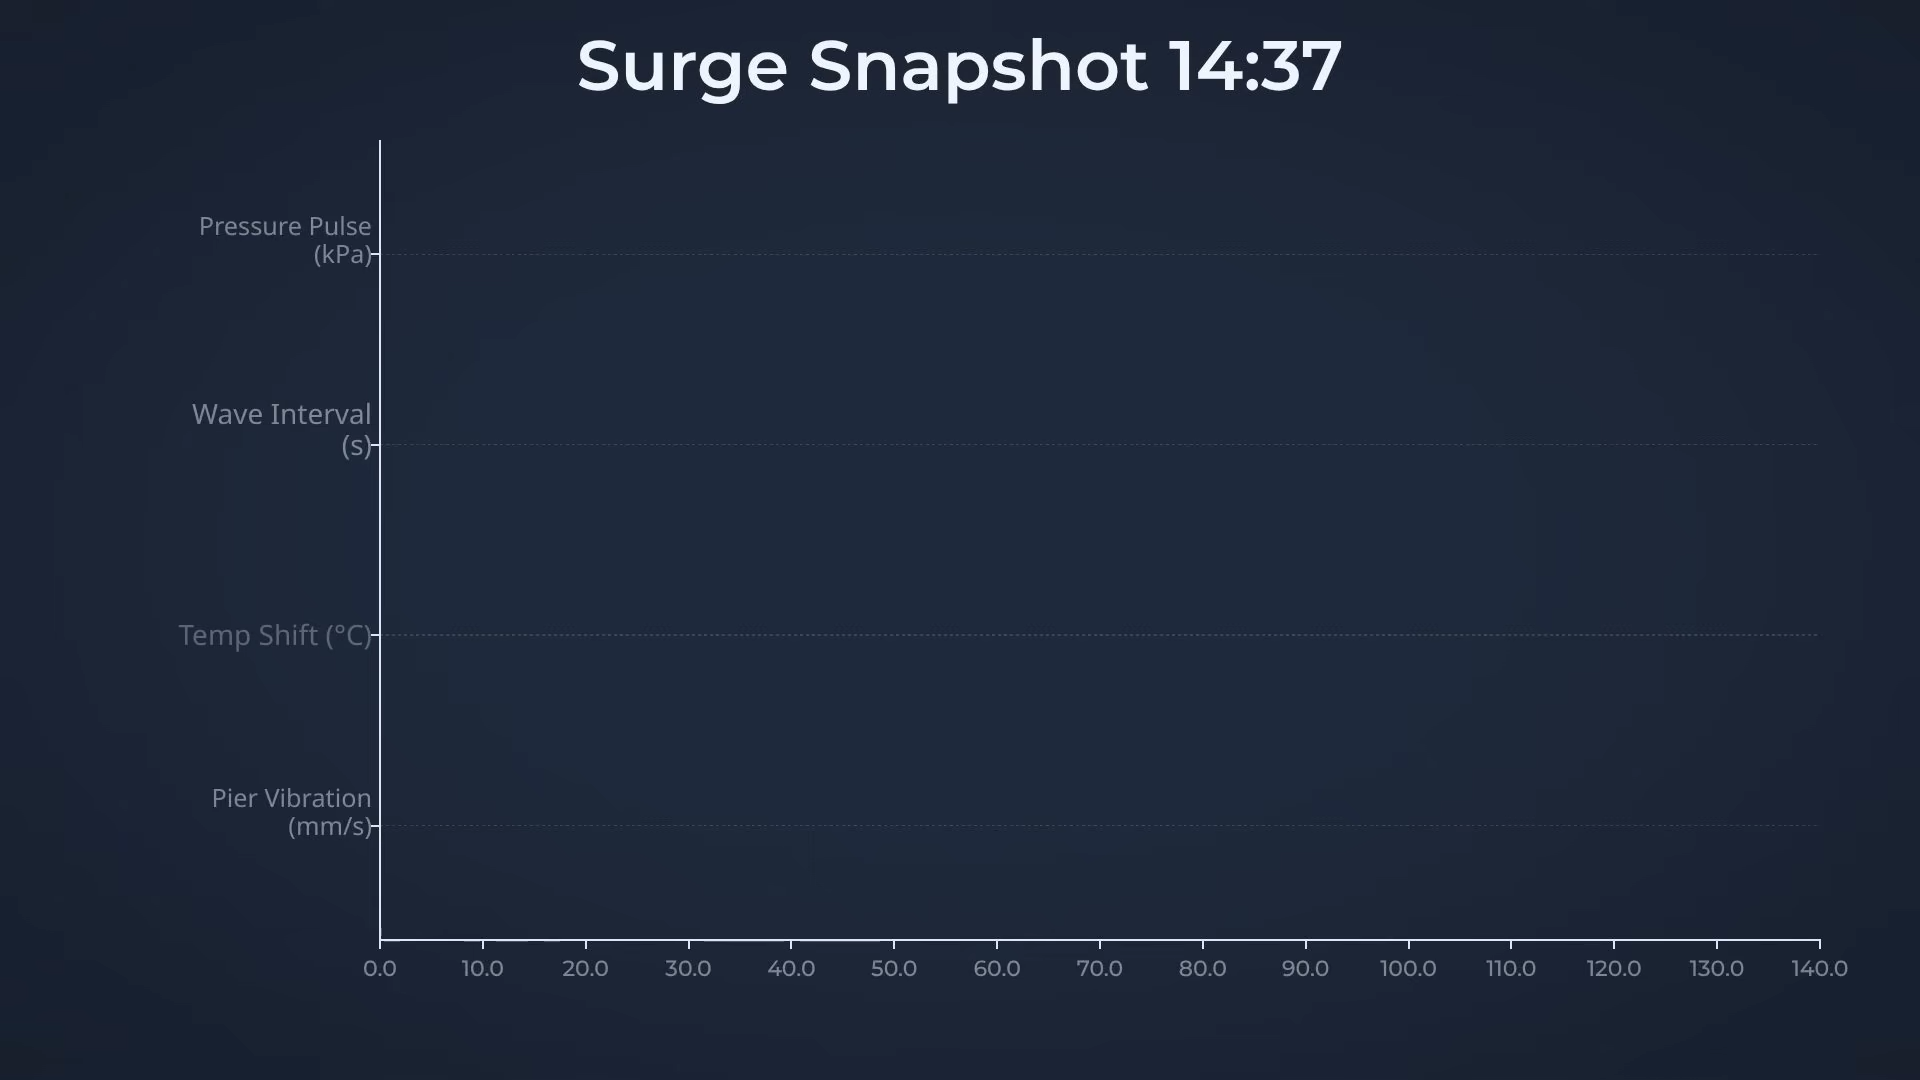 Surge Snapshot 14:37
Pressure Pulse
(kPa)
Wave Interval
(s)
Temp Shift (°C)
Pier Vibration
(mm/s)
0.0 10.0 20.0 30.0 40.0 50.0 60.0 70.0 80.0 90.0 100.0 110.0 120.0 130.0 140.0